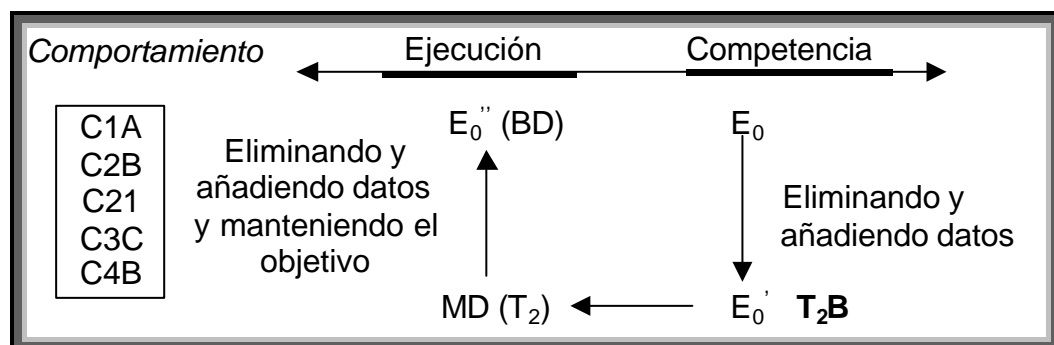 Comportamiento Ejecución Competencia
C1A
C2B
C21
C3C
C4B
Eliminando y
añadiendo datos
y manteniendo el
objetivo
E₀’’ (BD)
MD (T₂)
E₀
Eliminando y
añadiendo datos
E₀’ T₂B